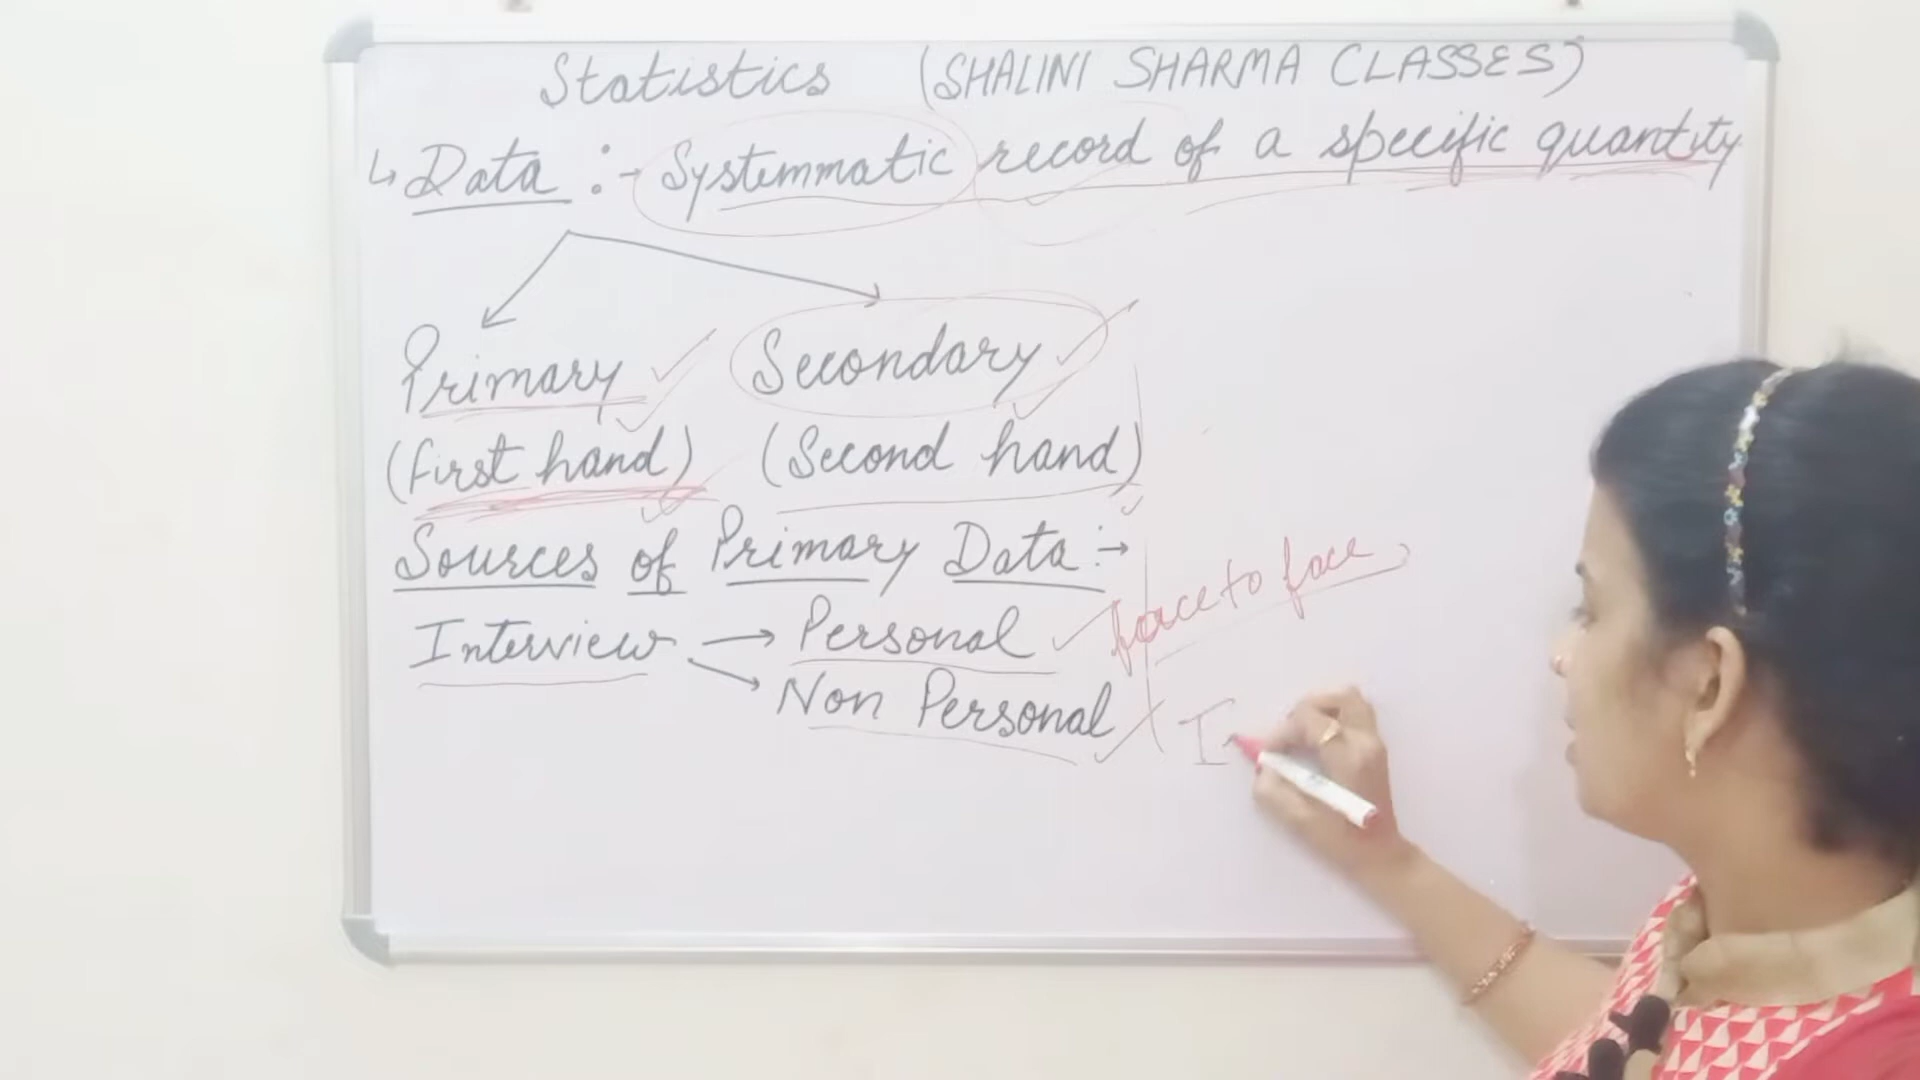 Statistics (SHALINI SHARMA CLASSES)
↳ Data :- Systemmatic record of a specific quantity
Primary Secondary
(first hand) (Second hand)
Sources of Primary Data :→
Interview → Personal face to face
Non Personal